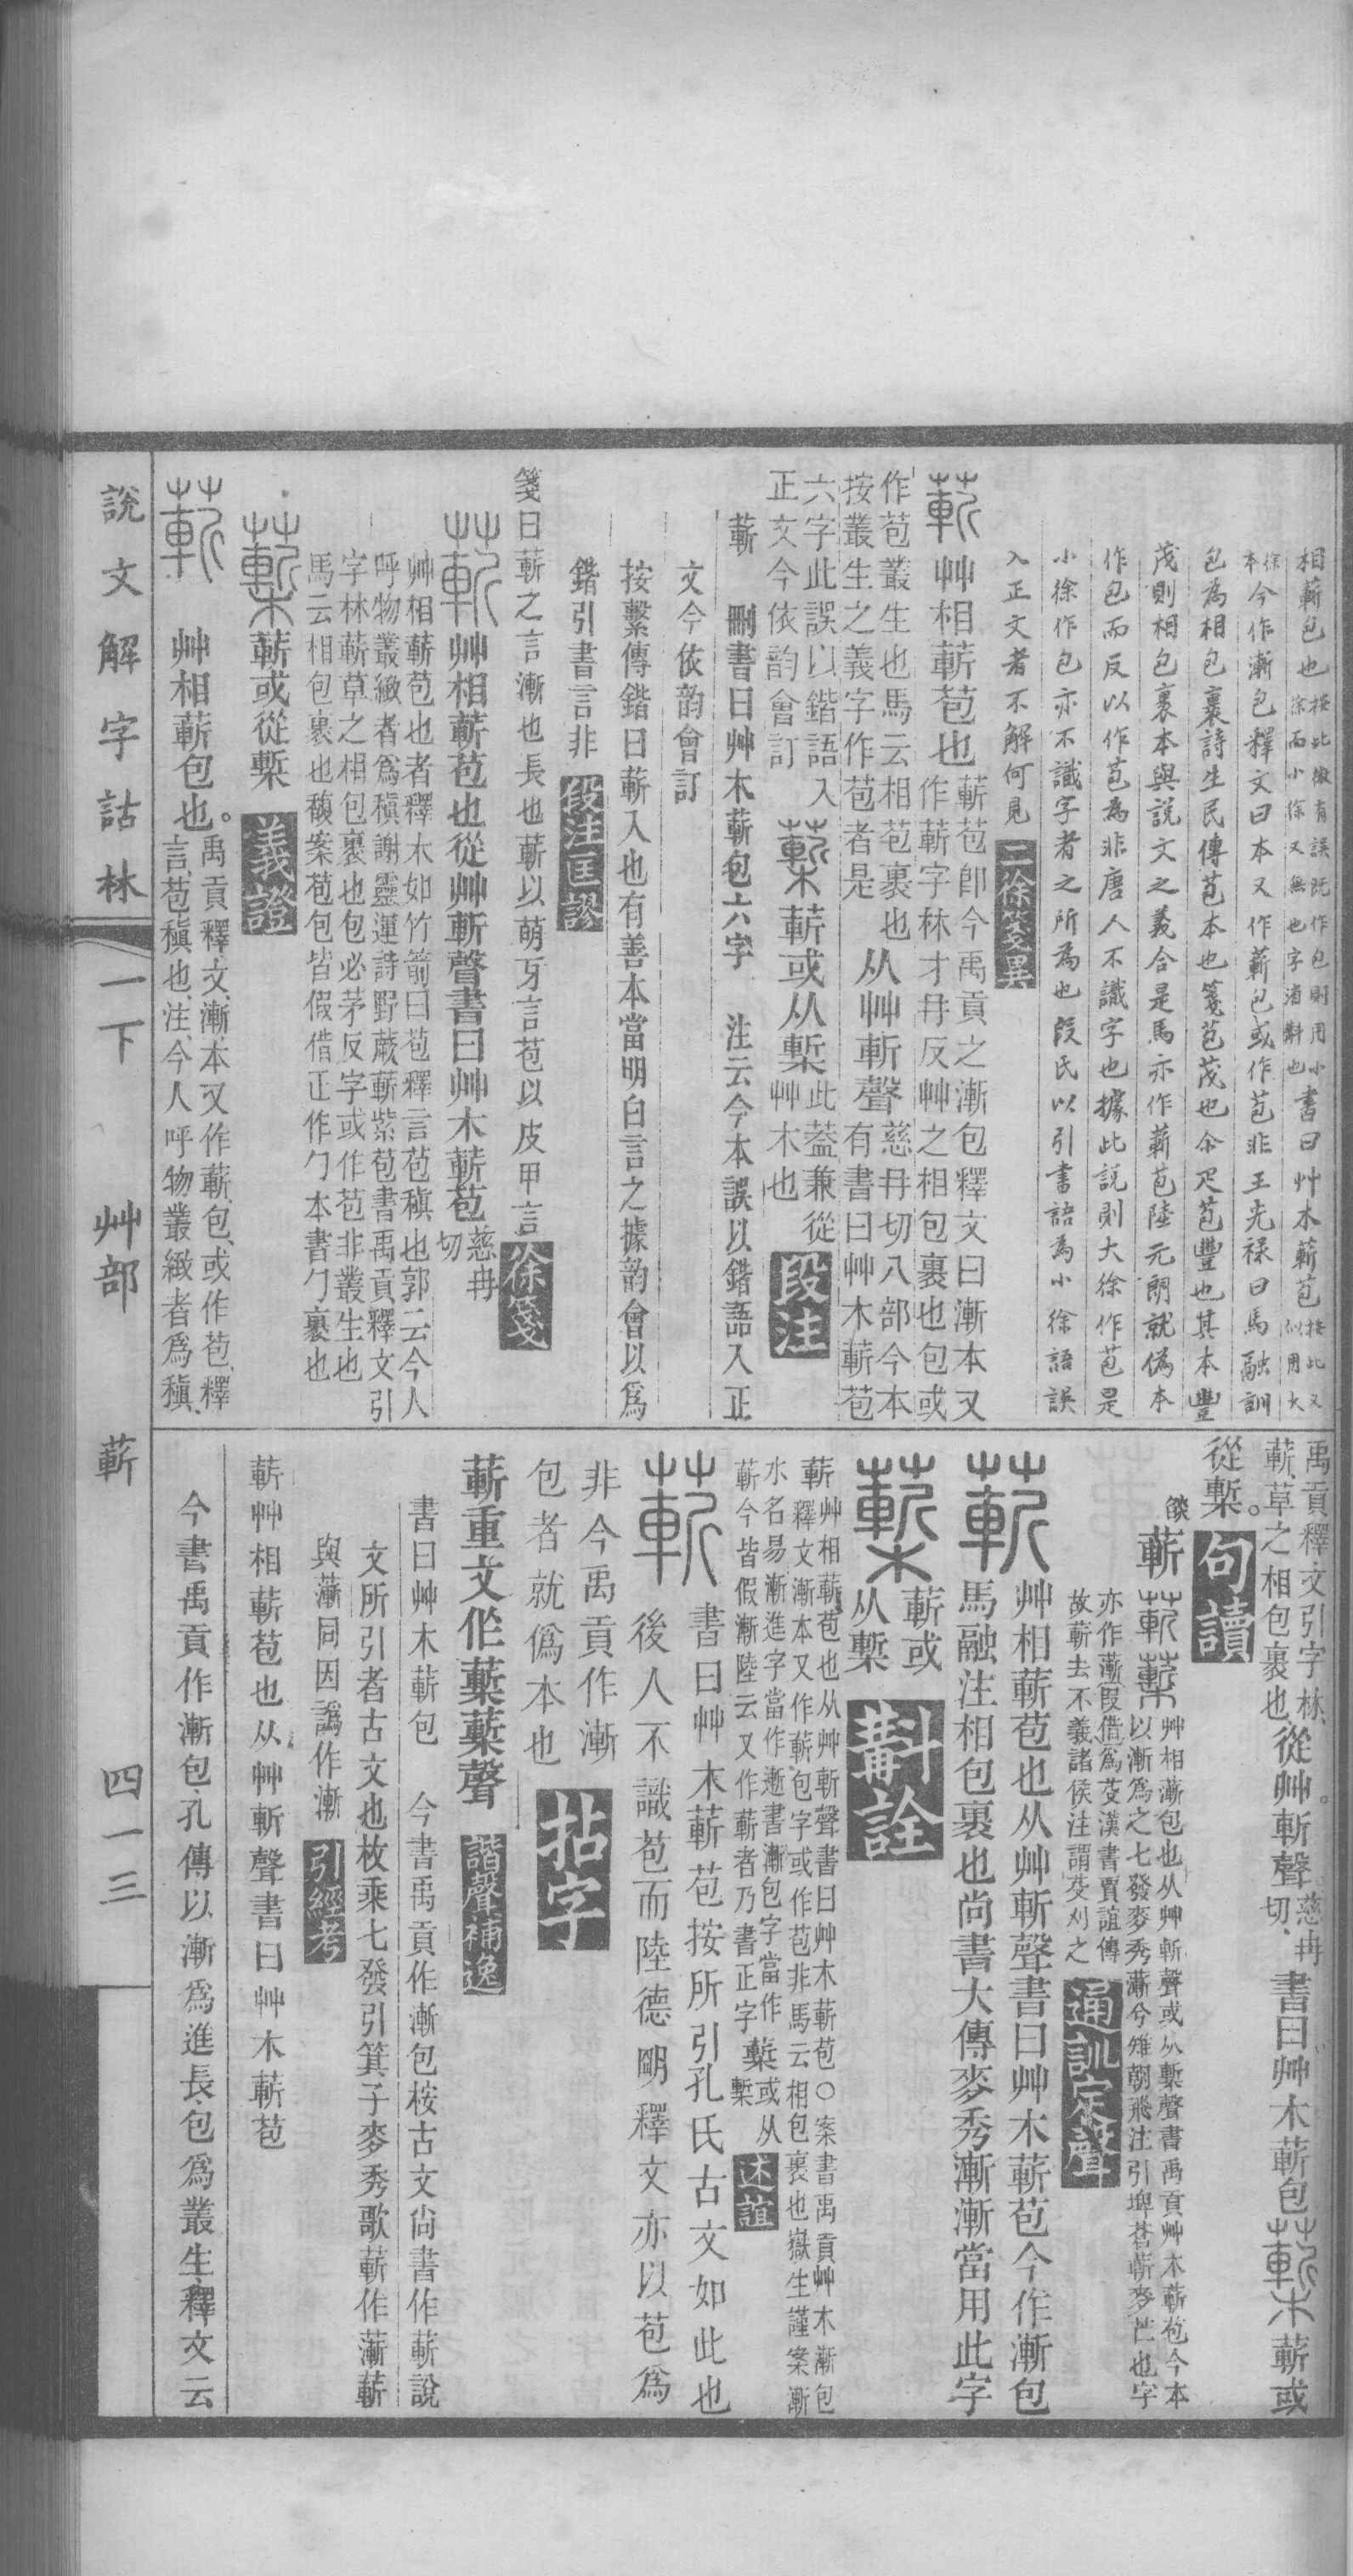 相蔪包也按此微有誤既作包則用小徐而小徐又無也字渻斠也書曰艸木蔪苞按此又似用大
徐本今作漸包釋文曰本又作蔪包或作苞非王光祿曰馬融訓
包為相包裹詩生民傳苞本也箋苞茂也介疋苞豐也其本豐
茂則相包裹本與說文之義合是馬亦作蔪苞陸元朗就偽本
作包而反以作苞為非唐人不識字也據此說則大徐作苞是
小徐作包亦不識字者之所為也段氏以引書語為小徐語誤
入正文者不解何見 二徐箋異
蔪 艸相蔪苞也蔪苞卽今禹貢之漸包釋文曰漸本又作蔪字林才冉反艸之相包裹也包或
作苞叢生也馬云相苞裹也按叢生之義字作苞者是从艸斬聲慈冉切八部今本有書曰艸木蔪苞
六字此誤以鍇語入正文今依韵會訂 蔪或从槧此葢兼從艸木也 段注
蔪 刪書曰艸木蔪包六字 注云今本誤以鍇語入正
文今依韵會訂
按繫傳鍇曰蔪入也有善本當明白言之據韵會以爲
鍇引書言非 段注匡謬
箋曰蔪之言漸也長也蔪以萌芽言苞以皮甲言 徐箋
蔪 艸相蔪苞也從艸斬聲書曰艸木蔪苞慈冉切
艸相蔪苞也者釋木如竹箭曰苞釋言苞稹也郭云今人
呼物叢緻者爲稹謝靈運詩野蕨蔪紫苞書禹貢釋文引
字林蔪草之相包裹也包必茅反字或作苞非叢生也
馬云相包裹也馥案苞包皆假借正作勹本書勹裹也
蔪或從槧 義證
蔪 艸相蔪包也。禹貢釋文、漸、本又作蔪、包、或作苞、釋言、苞、稹也、注、今人呼物叢緻者爲稹、
禹貢釋文引字林、蔪、草之相包裹也、從艸。斬聲慈冉切、書曰艸木蔪包 蔪或
從槧。 句讀
蔪 艸相漸包也从艸斬聲或从槧聲書禹貢艸木蔪苞今本以漸爲之七發麥秀蔪兮雉朝飛注引埤蒼蔪麥芒也字
亦作蔪叚借爲芟漢書賈誼傳故蔪去不義諸侯注謂芟刈之 通訓定聲
蔪 艸相蔪苞也从艸斬聲書曰艸木蔪苞今作漸包
馬融注相包裹也尚書大傳麥秀漸漸當用此字
蔪或从槧 斠詮
蔪艸相蔪苞也从艸斬聲書曰艸木蔪苞○案書禹貢艸木漸包
釋文漸本又作蔪包字或作苞非馬云相包裹也嶽生謹案漸
水名易漸進字當作趰書漸包字當作蔪或从槧
蔪今皆假漸陸云又作蔪者乃書正字 述誼
蔪 書曰艸木蔪苞按所引孔氏古文如此也
後人不識苞而陸德明釋文亦以苞爲
非今禹貢作漸
包者就僞本也 拈字
蔪重文作蔪蔪聲 諧聲補逸
書曰艸木蔪包 今書禹貢作漸包桉古文尚書作蔪說
文所引者古文也枚乘七發引箕子麥秀歌蔪作蔪蔪
與漸同因譌作漸 引經考
蔪艸相蔪苞也从艸斬聲書曰艸木蔪苞
今書禹貢作漸包孔傳以漸爲進長包爲叢生釋文云
說文解字詁林 一下 艸部 蔪 四一三